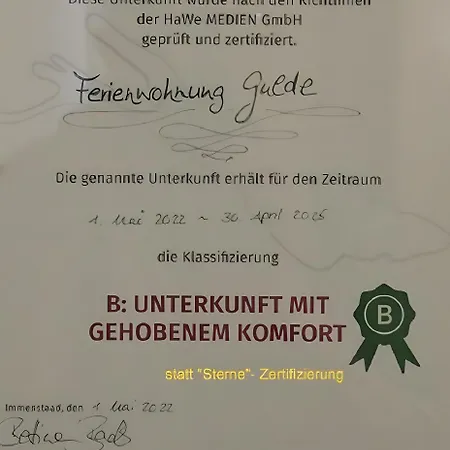 Diese Unterkunft wurde nach den Richtlinien
der HaWe MEDIEN GmbH
geprüft und zertifiziert.
Ferienwohnung Gulde
Die genannte Unterkunft erhält für den Zeitraum
1. Mai 2022 – 30. April 2025
die Klassifizierung
B: UNTERKUNFT MIT
GEHOBENEM KOMFORT
B
statt "Sterne"- Zertifizierung
Immenstaad, den 1. Mai 2022